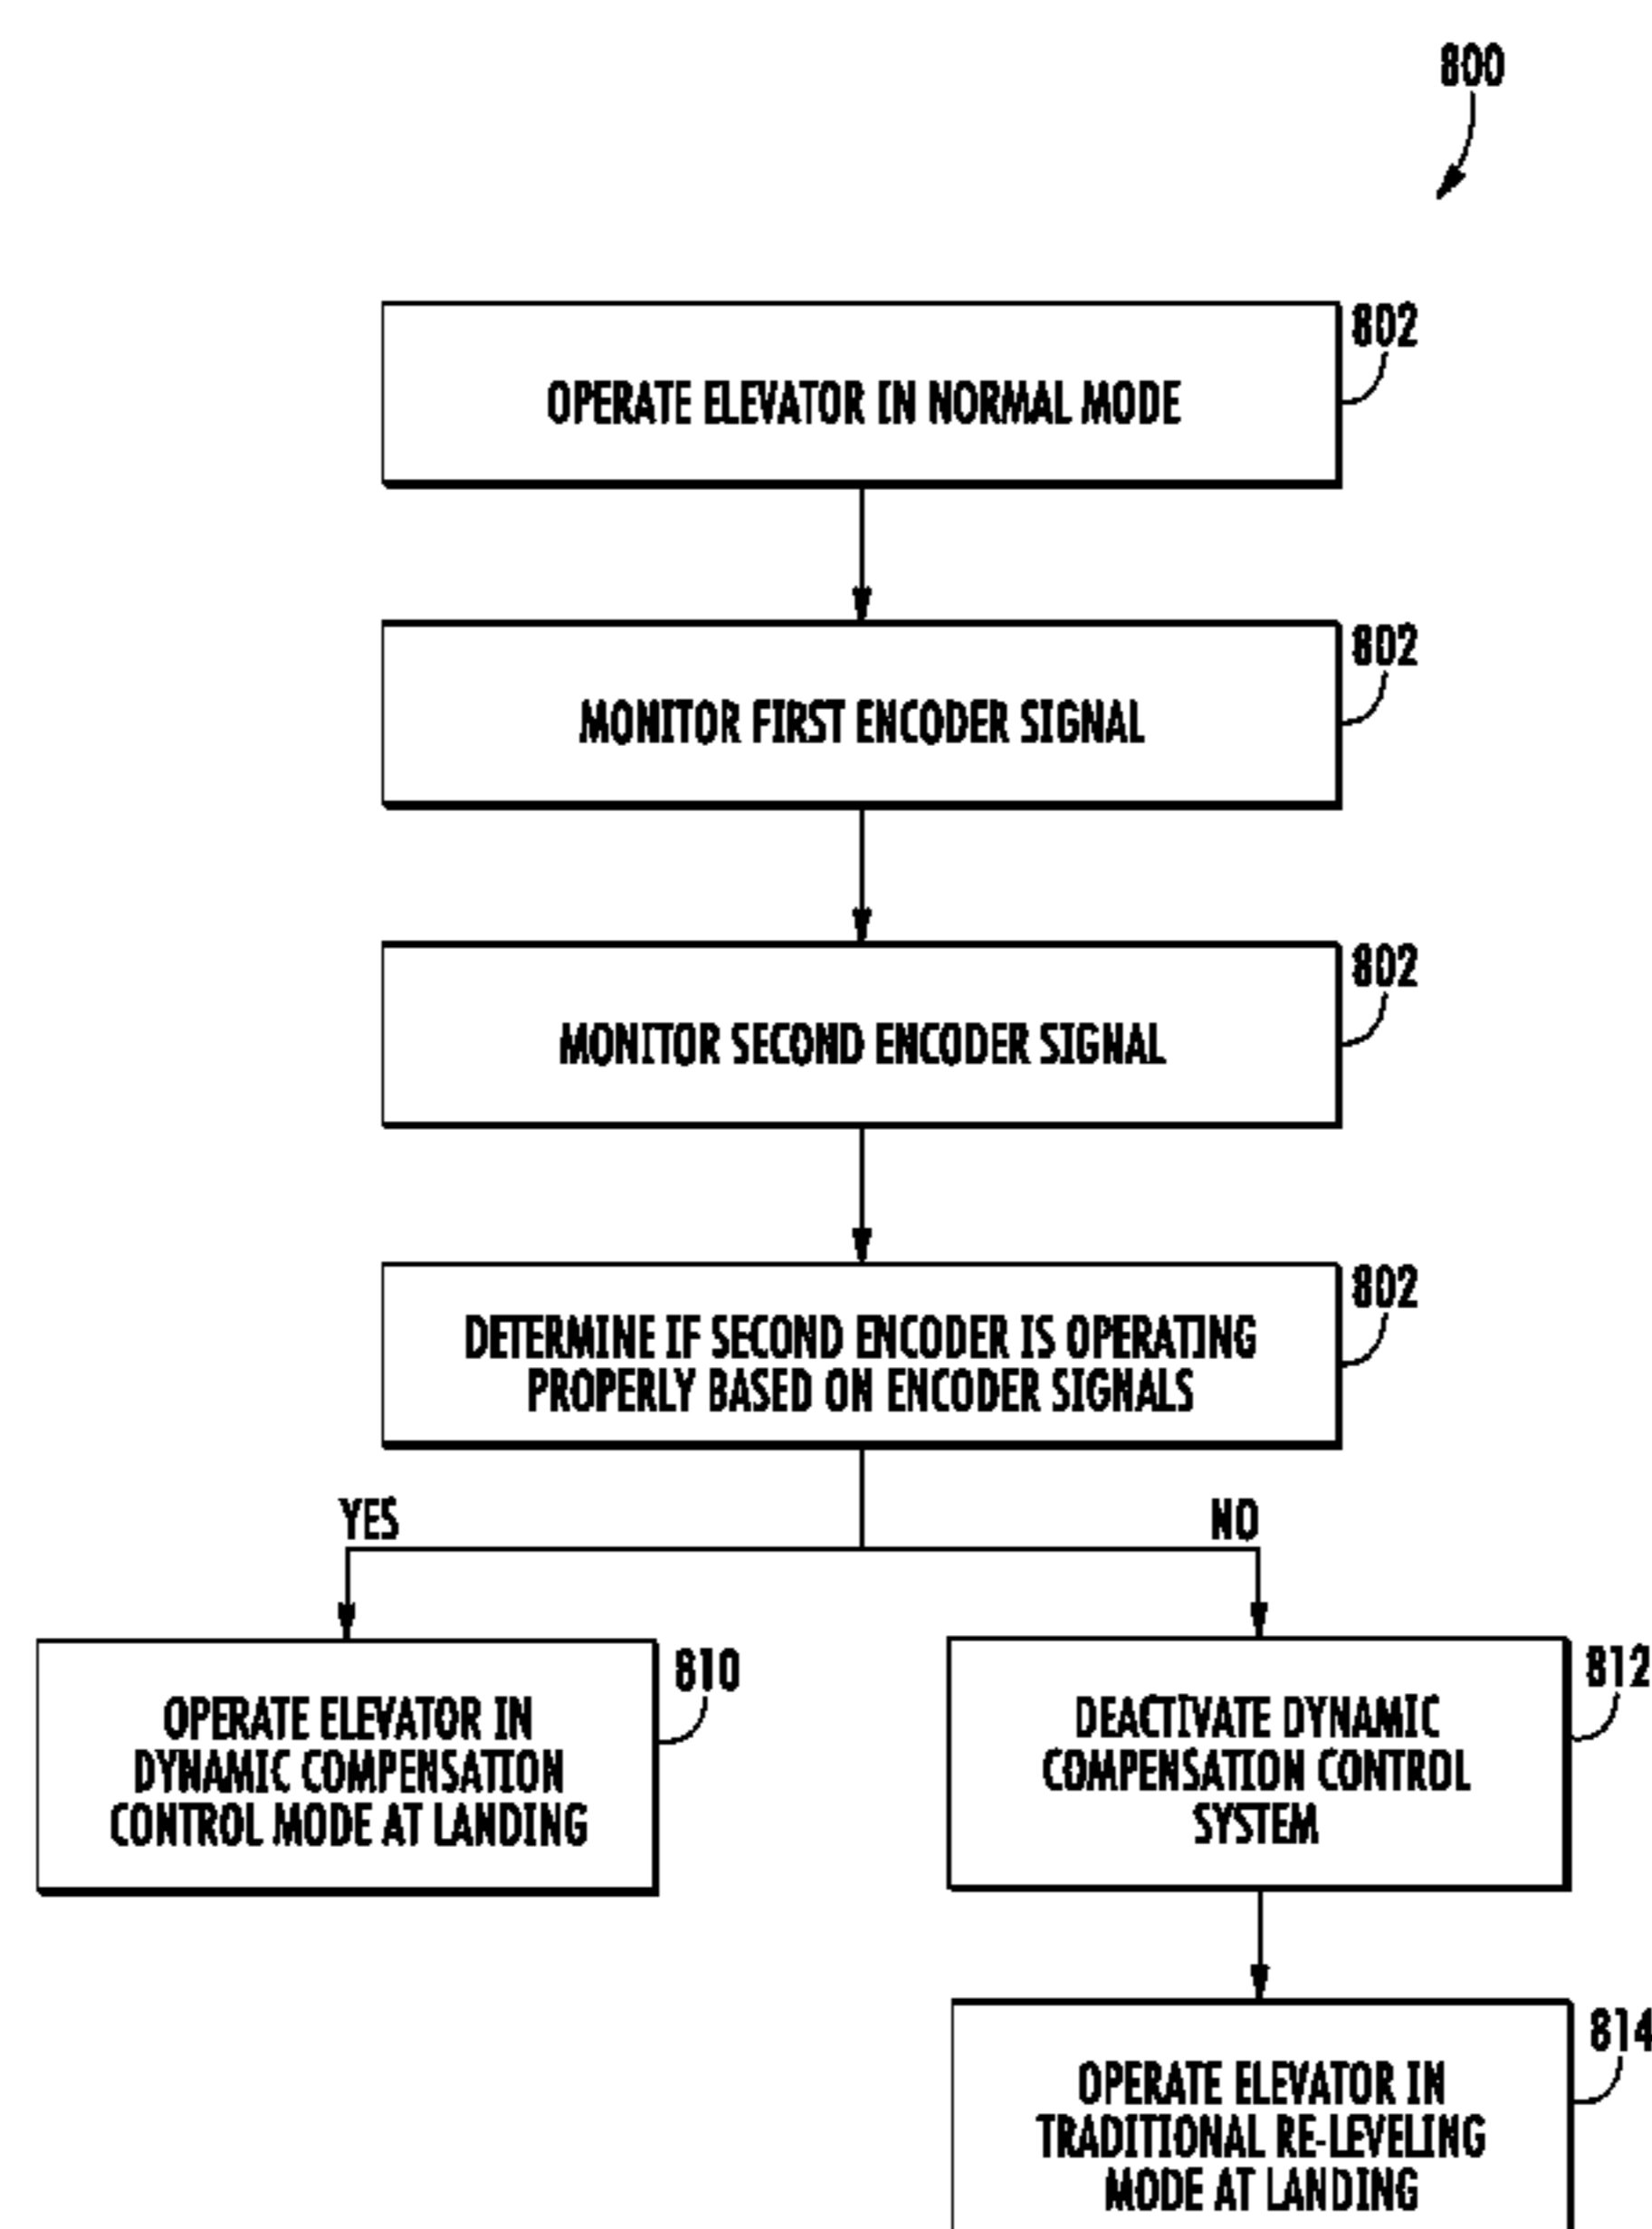 800
802
OPERATE ELEVATOR IN NORMAL MODE
802
MONITOR FIRST ENCODER SIGNAL
802
MONITOR SECOND ENCODER SIGNAL
802
DETERMINE IF SECOND ENCODER IS OPERATING
PROPERLY BASED ON ENCODER SIGNALS
YES
NO
810
OPERATE ELEVATOR IN
DYNAMIC COMPENSATION
CONTROL MODE AT LANDING
812
DEACTIVATE DYNAMIC
COMPENSATION CONTROL
SYSTEM
814
OPERATE ELEVATOR IN
TRADITIONAL RE-LEVELING
MODE AT LANDING